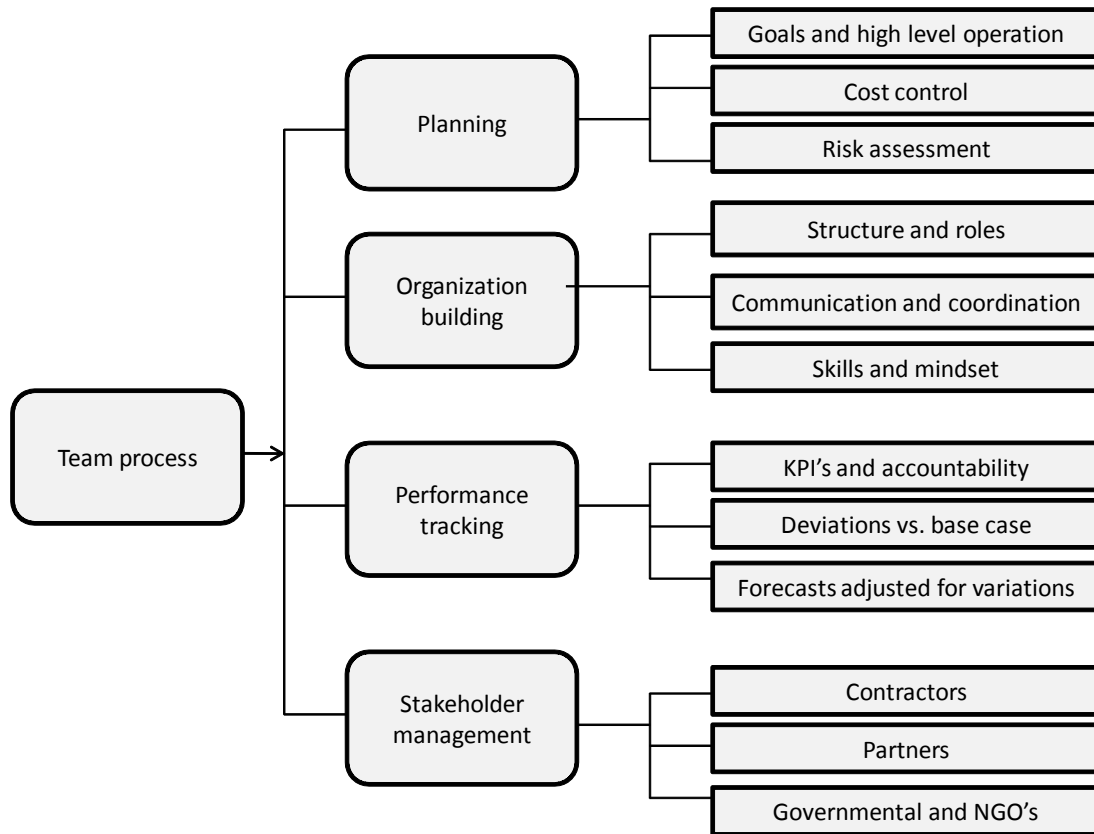 Team process
Planning
Goals and high level operation
Cost control
Risk assessment
Organization
building
Structure and roles
Communication and coordination
Skills and mindset
Performance
tracking
KPI's and accountability
Deviations vs. base case
Forecasts adjusted for variations
Stakeholder
management
Contractors
Partners
Governmental and NGO's